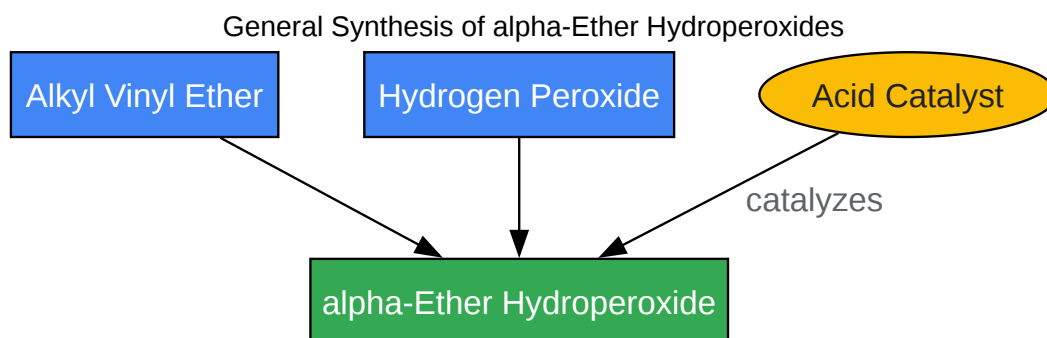 General Synthesis of alpha-Ether Hydroperoxides
Alkyl Vinyl Ether
Hydrogen Peroxide
Acid Catalyst
catalyzes
alpha-Ether Hydroperoxide